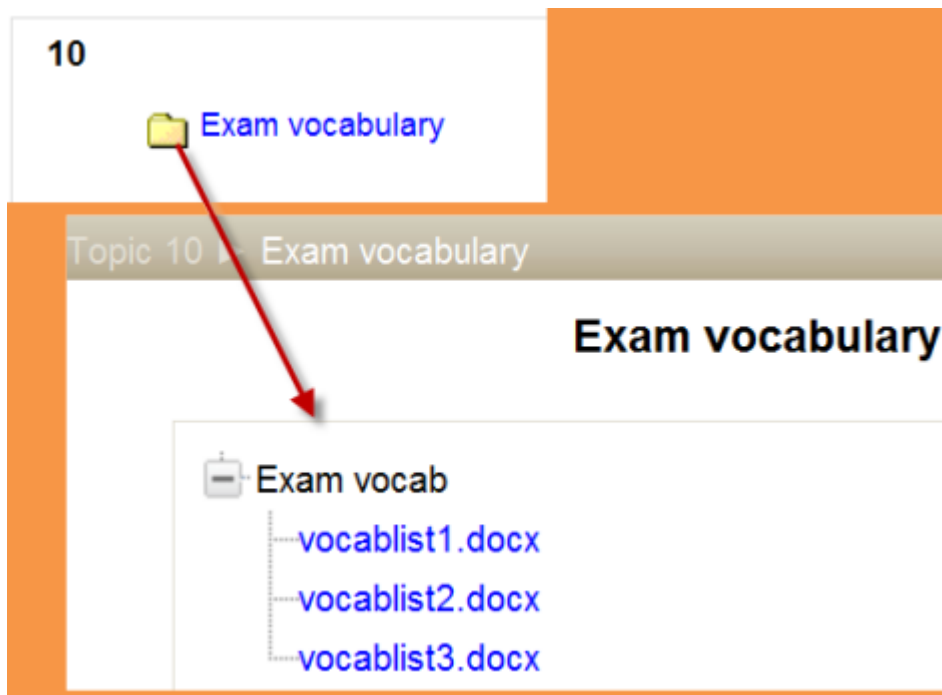 10
Exam vocabulary
Topic 10 ► Exam vocabulary
Exam vocabulary
Exam vocab
vocablist1.docx
vocablist2.docx
vocablist3.docx